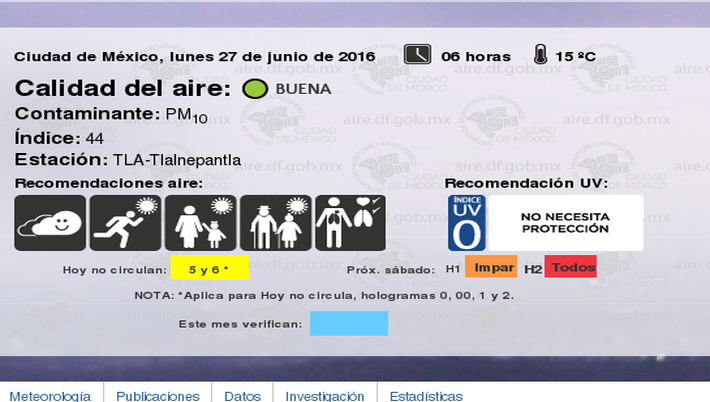 Ciudad de México, lunes 27 de junio de 2016 06 horas 15 ºC
Calidad del aire: BUENA
Contaminante: PM10
Índice: 44
Estación: TLA-Tlalnepantla
Recomendaciones aire: Recomendación UV:
ÍNDICE
UV
0
NO NECESITA
PROTECCIÓN
Hoy no circulan: 5 y 6 * Próx. sábado: H1 Impar H2 Todos
NOTA: *Aplica para Hoy no circula, hologramas 0, 00, 1 y 2.
Este mes verifican:
Meteorología Publicaciones Datos Investigación Estadísticas
aire.df.gob.mx
CIUDAD
DE MÉXICO